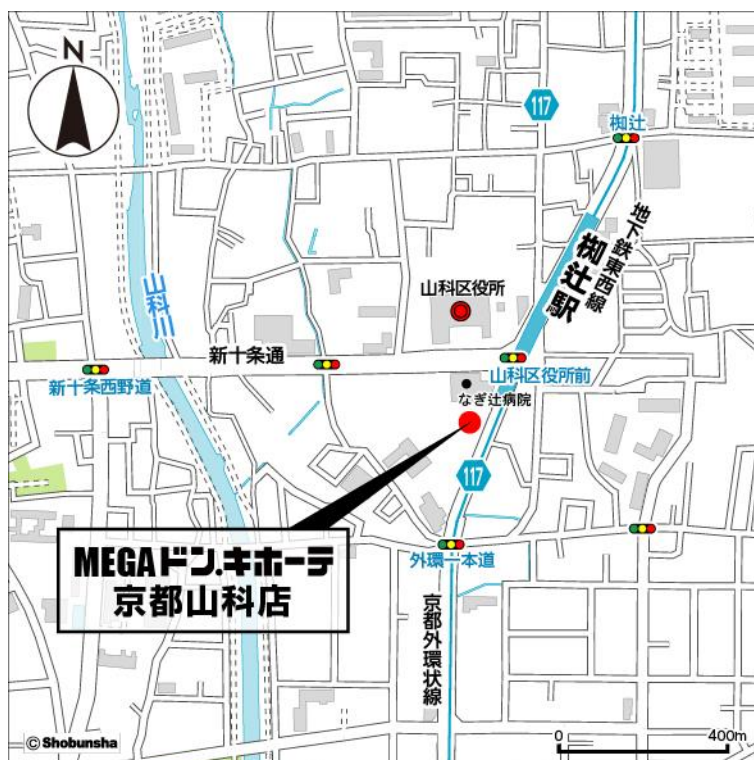 N
117
椥辻
地下鉄東西線
椥辻駅
山科区役所
山科川
新十条通
山科区役所前
新十条西野道
なぎ辻病院
117
MEGAドン.キホーテ
京都山科店
外環一本道
京都外環状線
© Shobunsha
0 400m